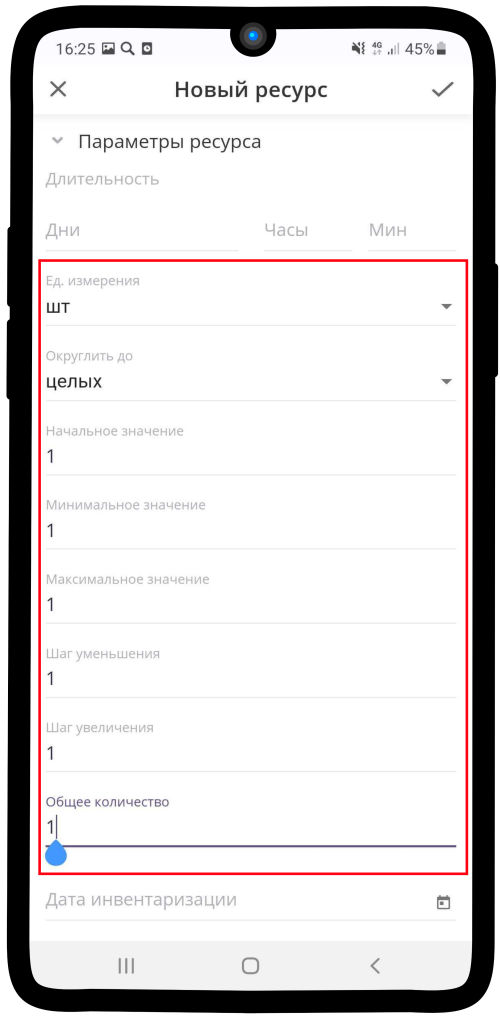 16:25 4G 45%
Новый ресурс
Параметры ресурса
Длительность
Дни Часы Мин
Ед. измерения
шт
Округлить до
целых
Начальное значение
1
Минимальное значение
1
Максимальное значение
1
Шаг уменьшения
1
Шаг увеличения
1
Общее количество
1
Дата инвентаризации